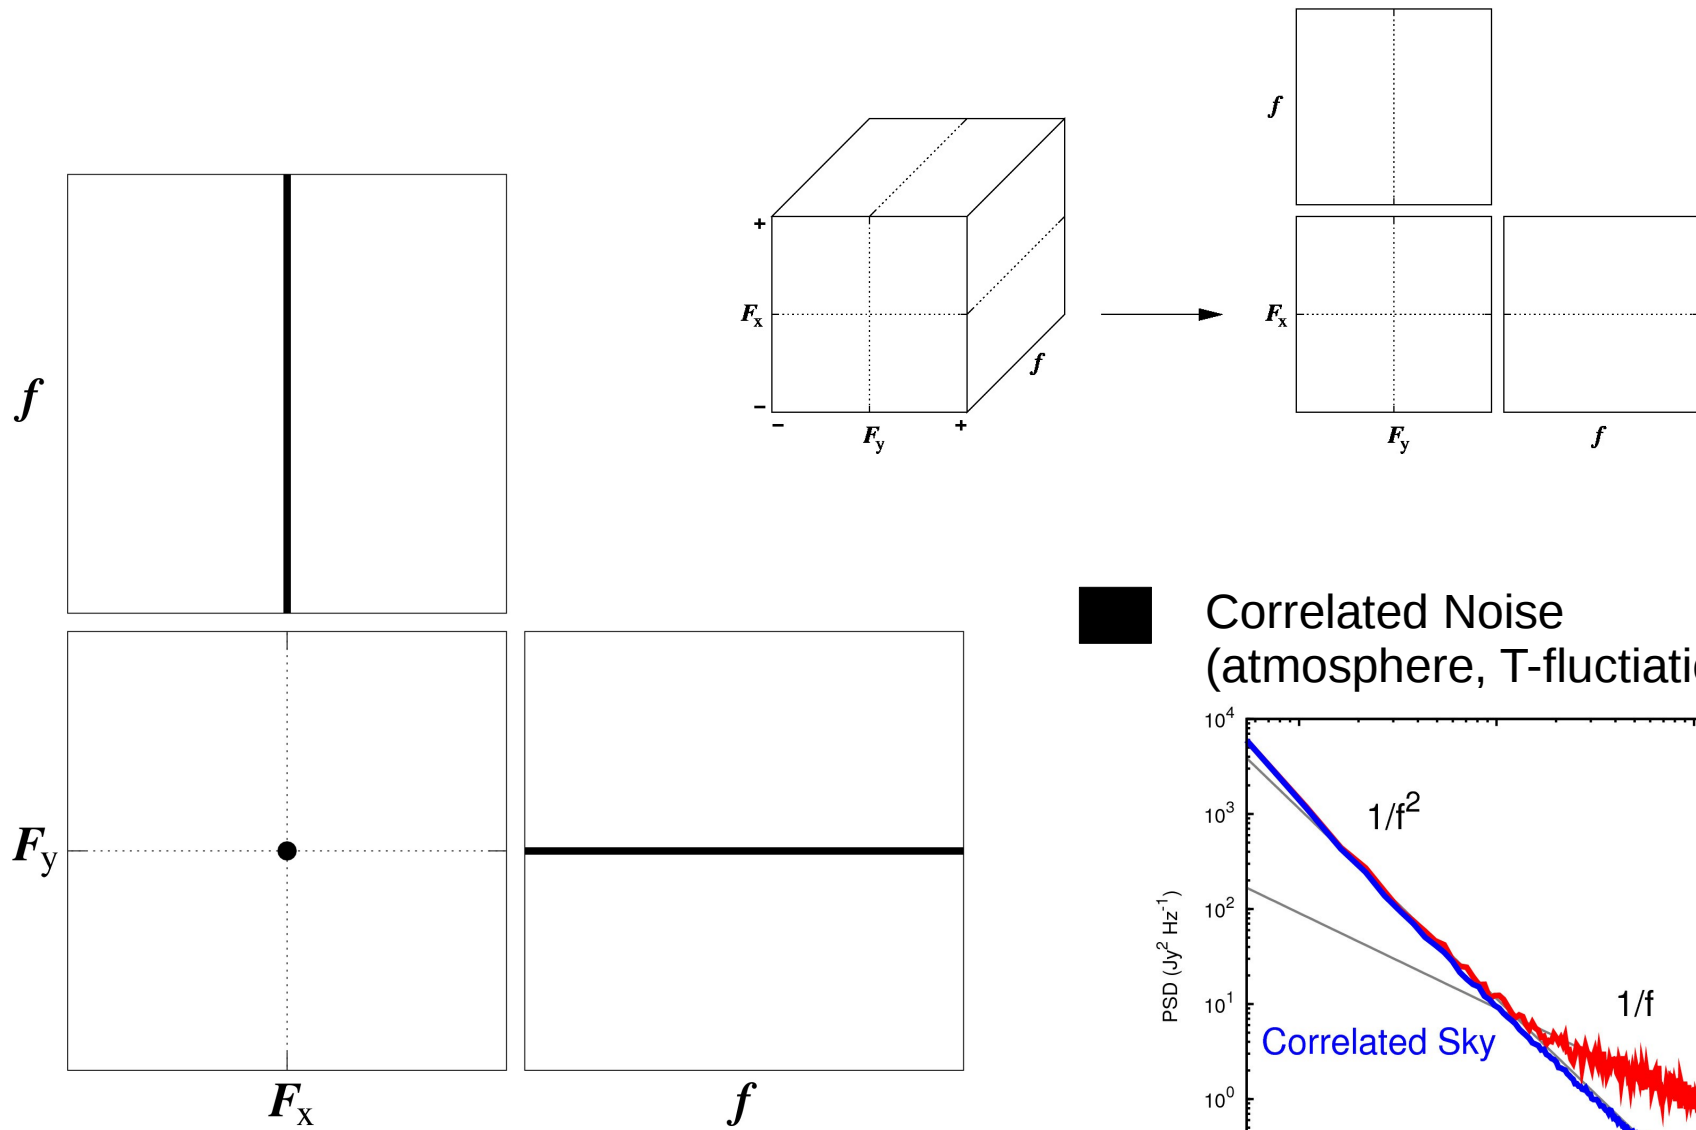 f
+
F_x
−
−
F_y
+
f
f
F_x
F_y
f
f
F_y
F_x
f
Correlated Noise
(atmosphere, T-fluctiati
10^4
10^3
10^2
10^1
10^0
PSD (Jy^2 Hz^-1)
1/f^2
1/f
Correlated Sky